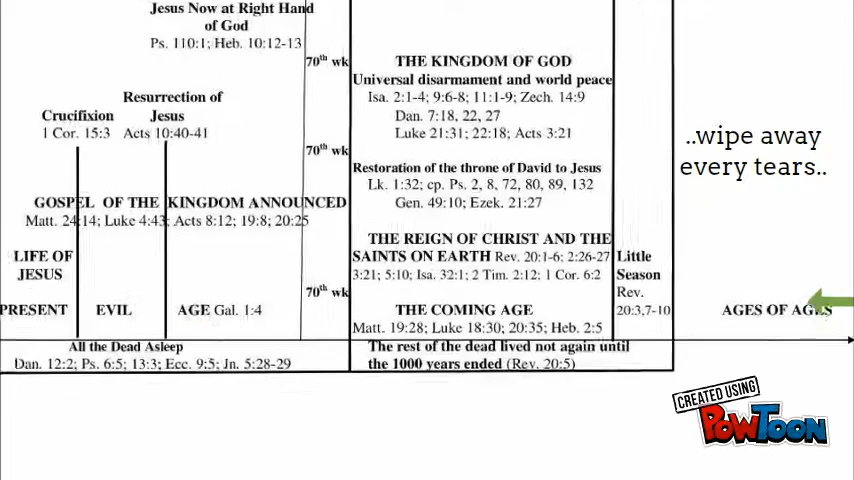 Jesus Now at Right Hand
of God
Ps. 110:1; Heb. 10:12-13
Crucifixion
1 Cor. 15:3
Resurrection of
Jesus
Acts 10:40-41
GOSPEL OF THE KINGDOM ANNOUNCED
Matt. 24:14; Luke 4:43; Acts 8:12; 19:8; 20:25
LIFE OF
JESUS
PRESENT EVIL AGE Gal. 1:4
All the Dead Asleep
Dan. 12:2; Ps. 6:5; 13:3; Ecc. 9:5; Jn. 5:28-29
70th wk
70th wk
70th wk
THE KINGDOM OF GOD
Universal disarmament and world peace
Isa. 2:1-4; 9:6-8; 11:1-9; Zech. 14:9
Dan. 7:18, 22, 27
Luke 21:31; 22:18; Acts 3:21
Restoration of the throne of David to Jesus
Lk. 1:32; cp. Ps. 2, 8, 72, 80, 89, 132
Gen. 49:10; Ezek. 21:27
THE REIGN OF CHRIST AND THE
SAINTS ON EARTH Rev. 20:1-6; 2:26-27
3:21; 5:10; Isa. 32:1; 2 Tim. 2:12; 1 Cor. 6:2
THE COMING AGE
Matt. 19:28; Luke 18:30; 20:35; Heb. 2:5
The rest of the dead lived not again until
the 1000 years ended (Rev. 20:5)
Little
Season
Rev.
20:3,7-10
..wipe away
every tears..
AGES OF AGES
CREATED USING
POWTOON